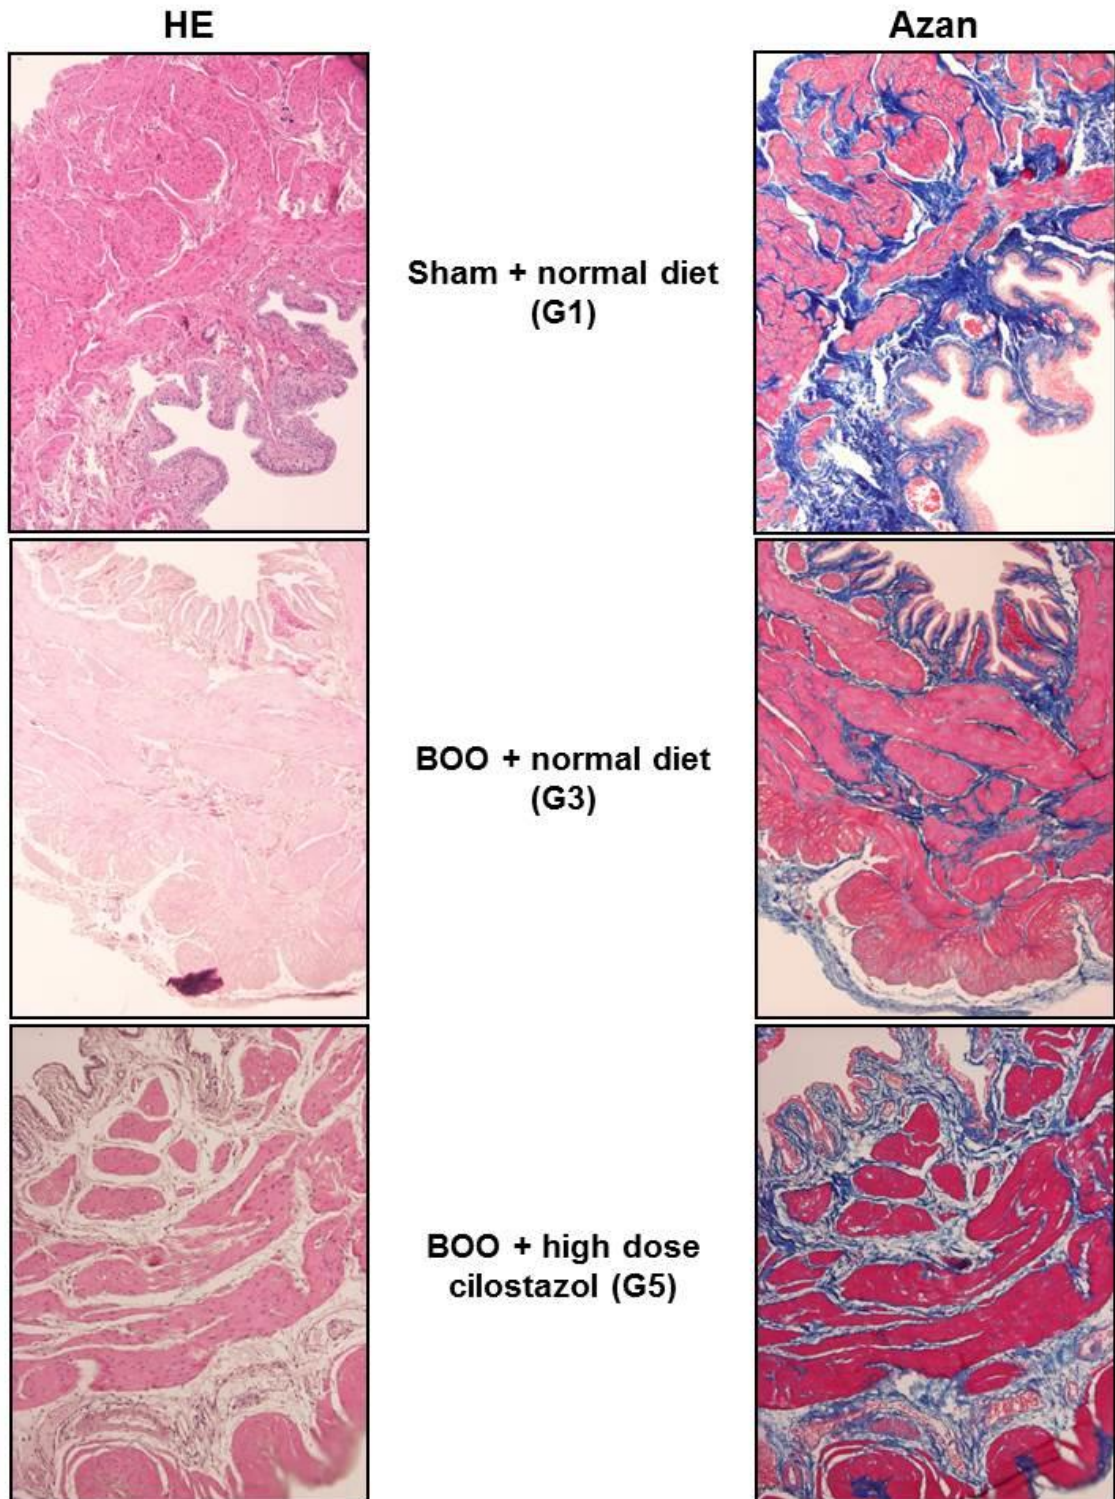 HE
Azan
Sham + normal diet
(G1)
BOO + normal diet
(G3)
BOO + high dose
cilostazol (G5)